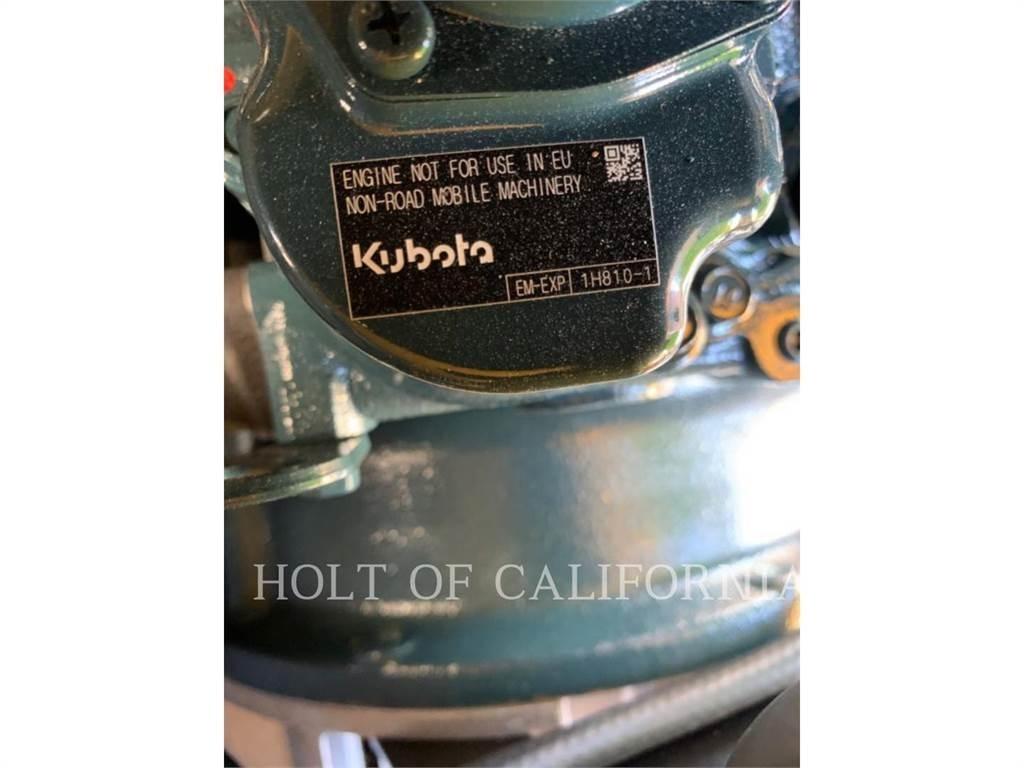 ENGINE NOT FOR USE IN EU
NON-ROAD MOBILE MACHINERY
Kubota
EM-EXP 1H810-1
HOLT OF CALIFORNIA